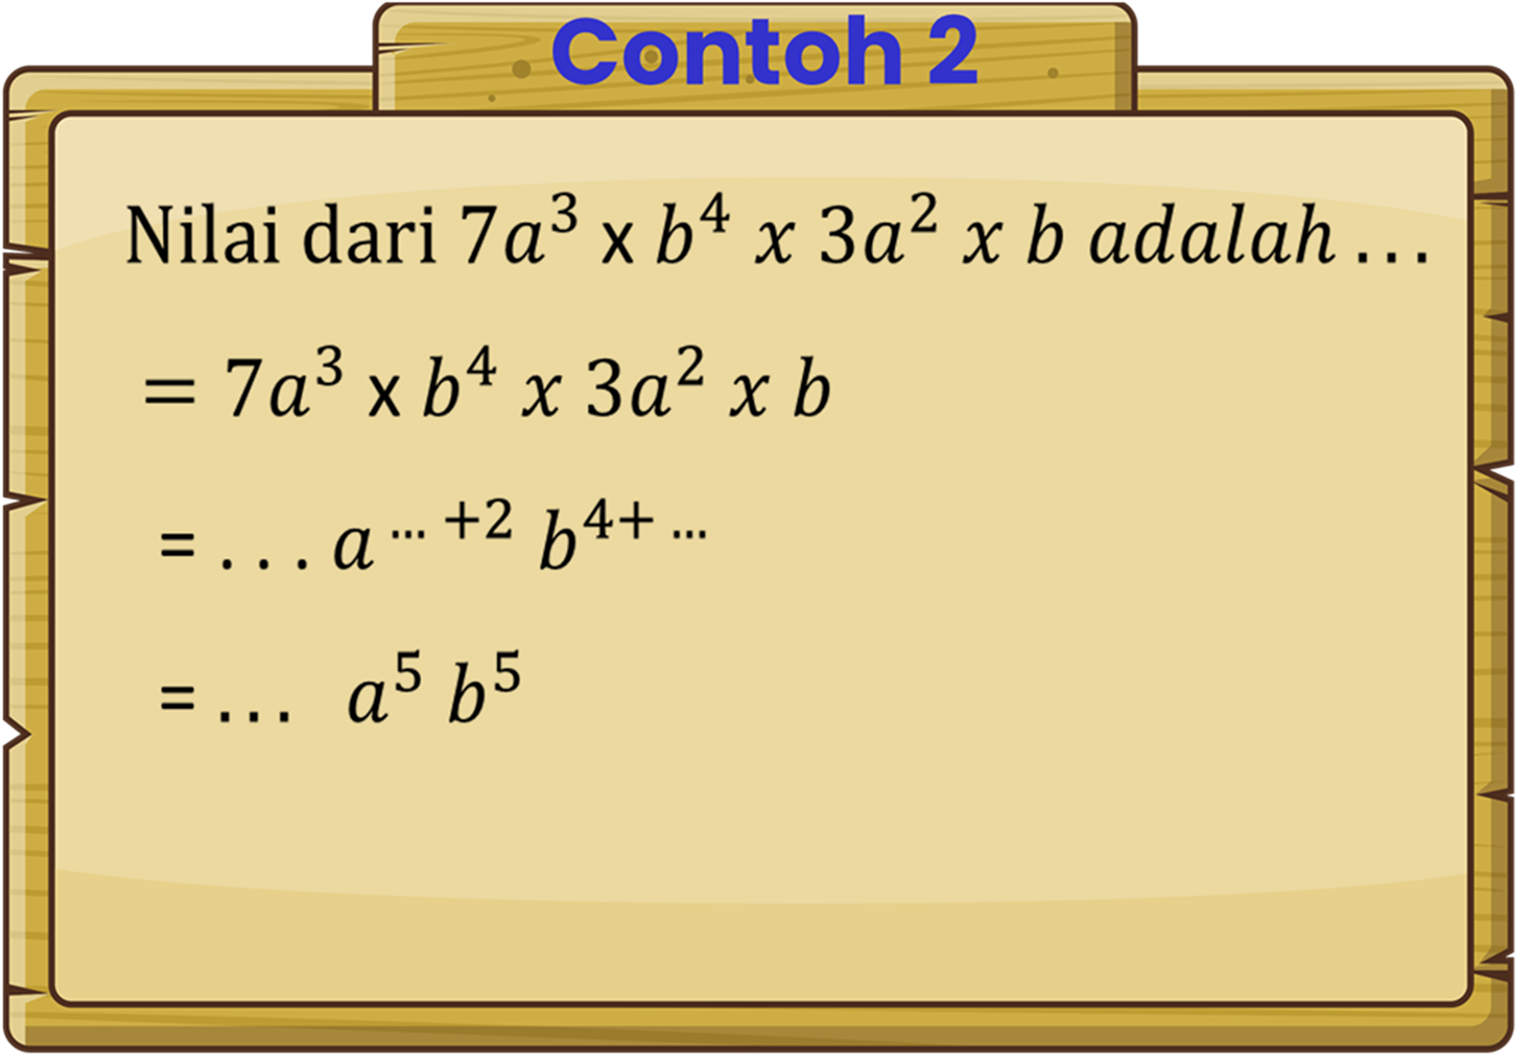 Contoh 2
Nilai dari 7a³ x b⁴ x 3a² x b adalah ...
= 7a³ x b⁴ x 3a² x b
= ... a^{... +2} b^{4+ ...}
= ... a⁵ b⁵